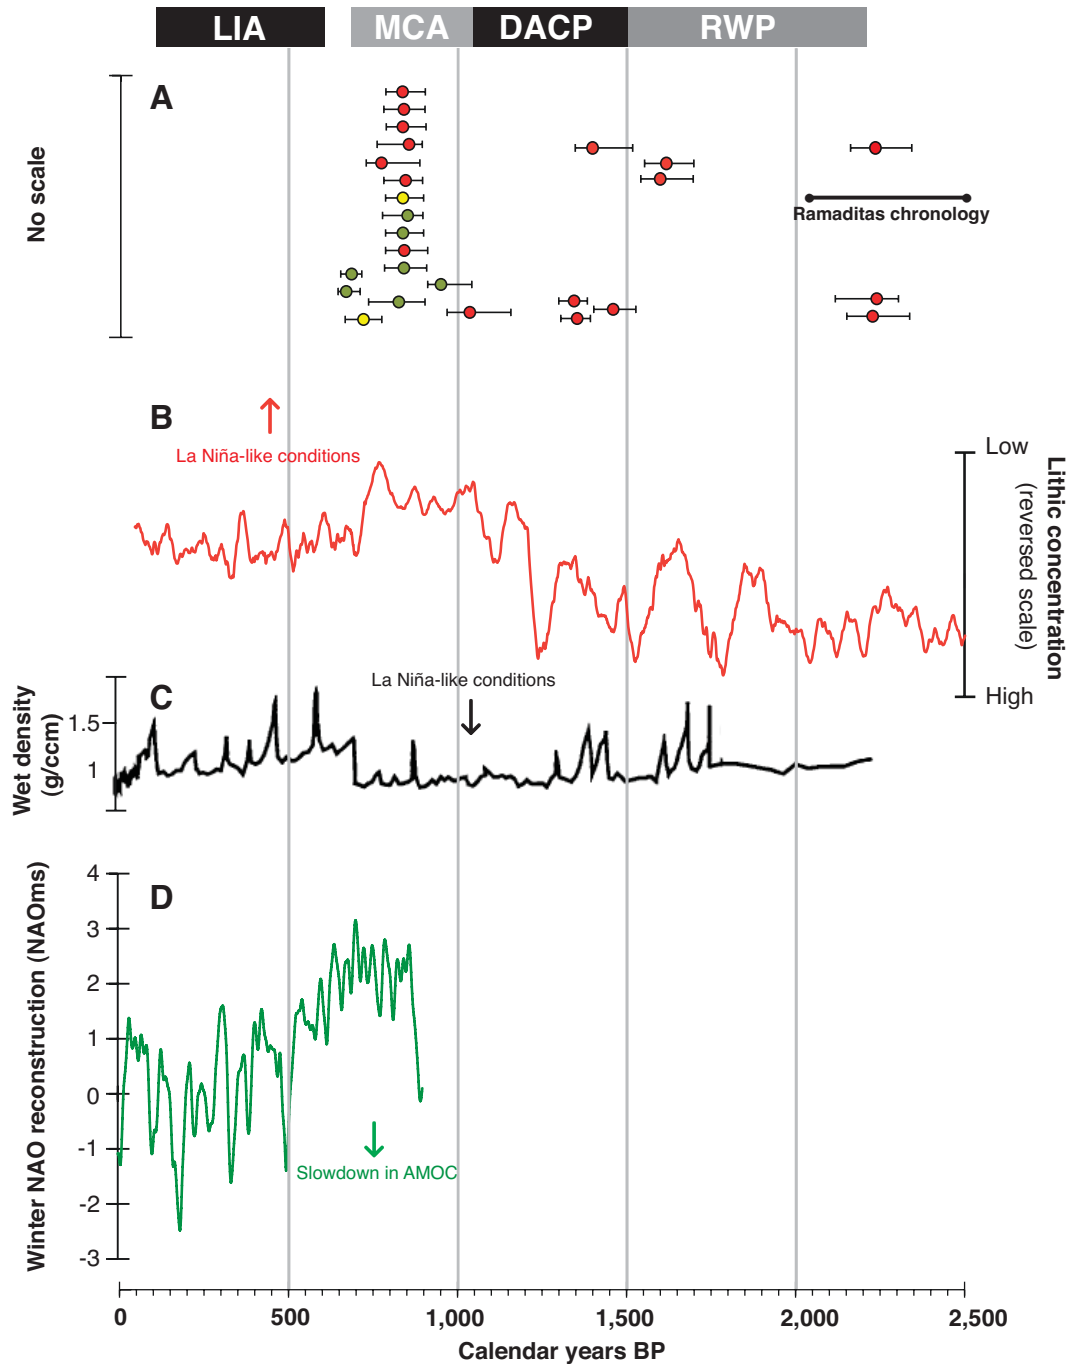 LIA MCA DACP RWP
A
No scale
Ramaditas chronology
B
La Niña-like conditions
Low
Lithic concentration
(reversed scale)
High
La Niña-like conditions
C
Wet density
(g/ccm)
1.5
1
D
Winter NAO reconstruction (NAOms)
4
3
2
1
0
-1
-2
-3
Slowdown in AMOC
0 500 1,000 1,500 2,000 2,500
Calendar years BP